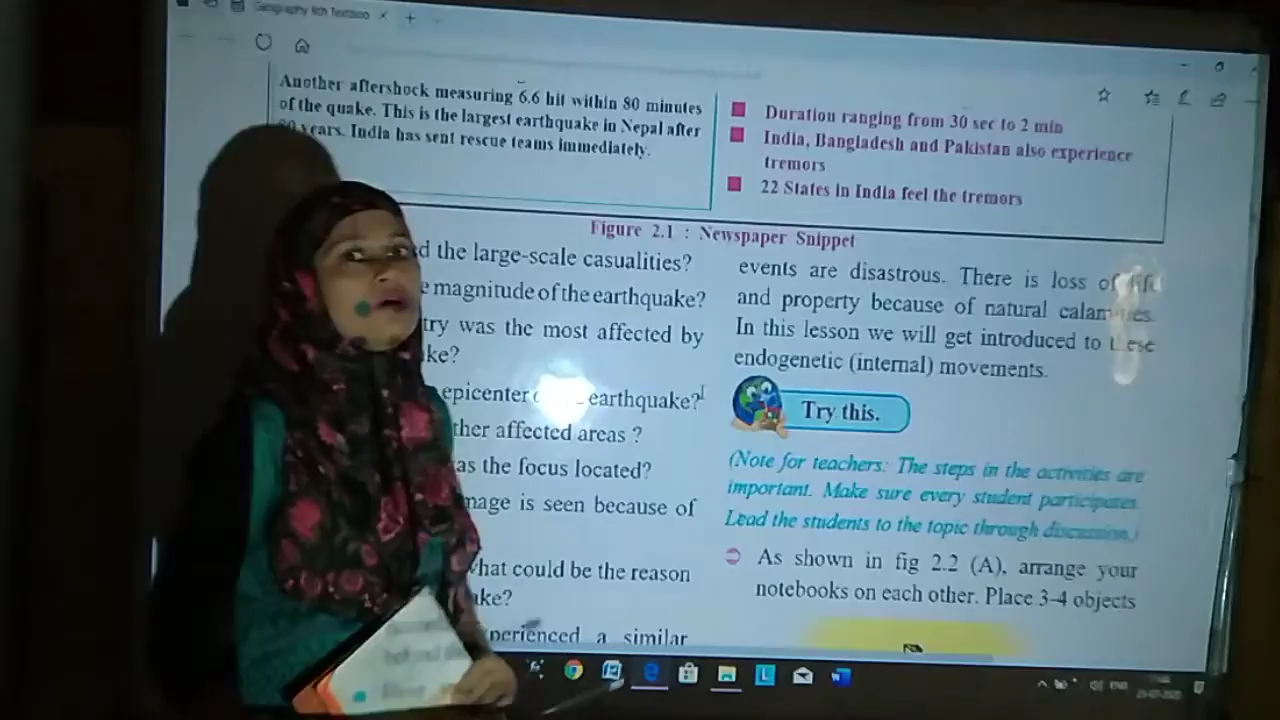 Geography 9th Textboo
Another aftershock measuring 6.6 hit within 80 minutes
of the quake. This is the largest earthquake in Nepal after
80 years. India has sent rescue teams immediately.
Duration ranging from 30 sec to 2 min
India, Bangladesh and Pakistan also experience
tremors
22 States in India feel the tremors
Figure 2.1 : Newspaper Snippet
the large-scale casualities?
magnitude of the earthquake?
try was the most affected by
ke?
epicenter earthquake?
ther affected areas ?
as the focus located?
mage is seen because of
what could be the reason
ake?
perienced a similar
events are disastrous. There is loss of life
and property because of natural calamities.
In this lesson we will get introduced to these
endogenetic (internal) movements.
Try this.
(Note for teachers: The steps in the activities are
important. Make sure every student participates.
Lead the students to the topic through discussion.)
As shown in fig 2.2 (A), arrange your
notebooks on each other. Place 3-4 objects